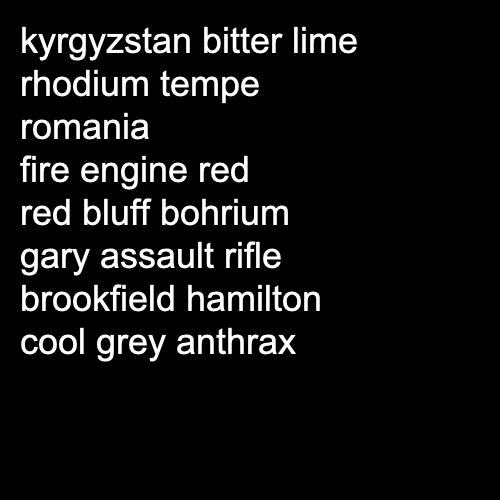 kyrgyzstan bitter lime
rhodium tempe
romania
fire engine red
red bluff bohrium
gary assault rifle
brookfield hamilton
cool grey anthrax